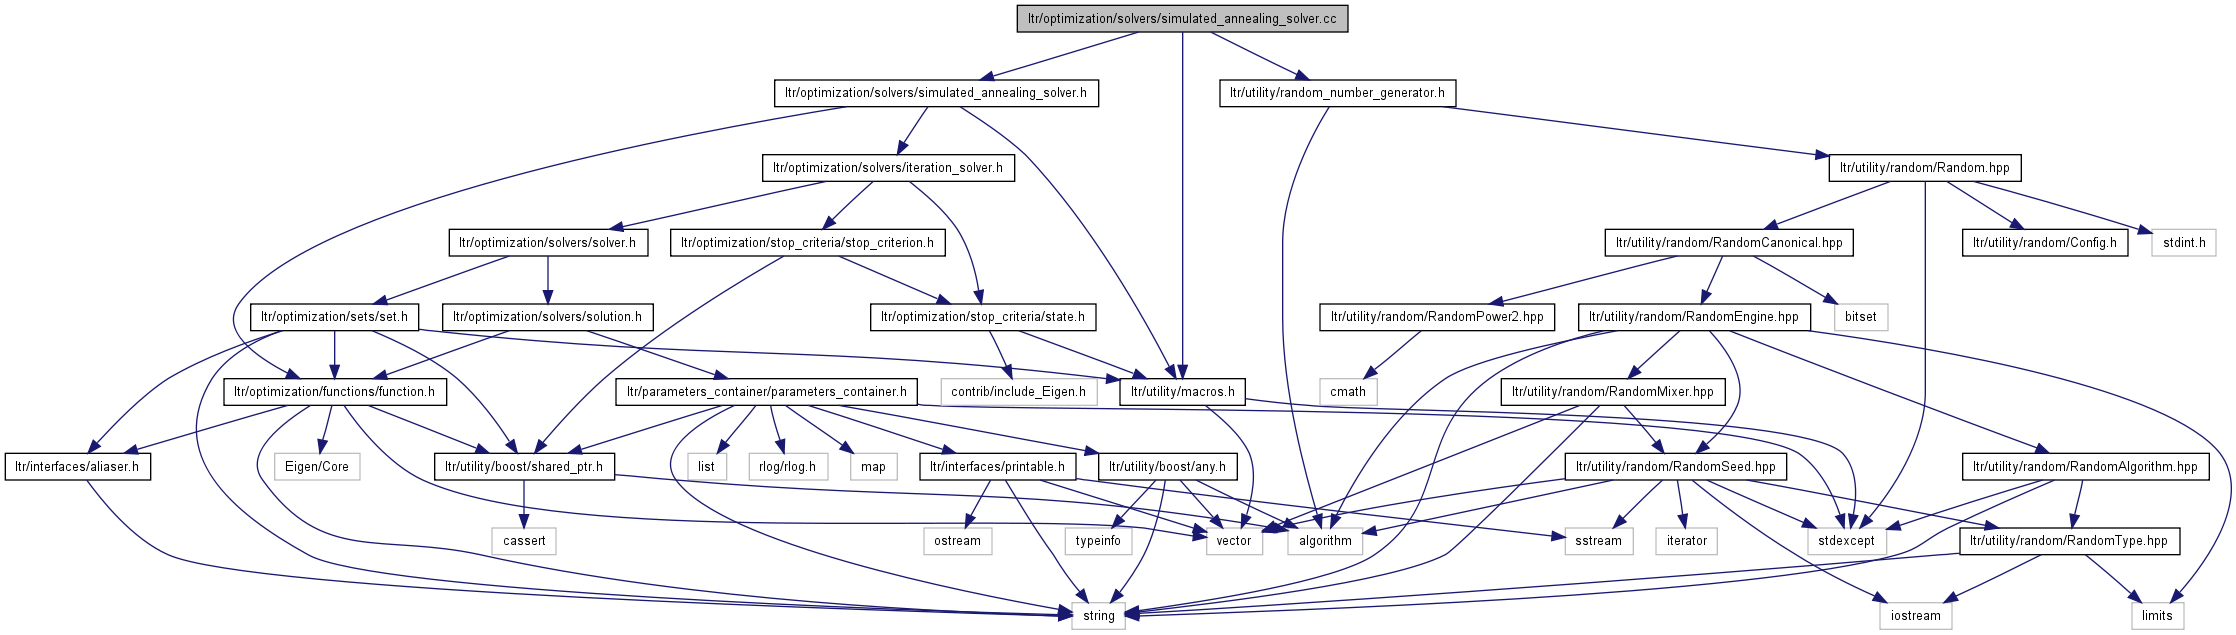 ltr/optimization/solvers/simulated_annealing_solver.cc
ltr/optimization/solvers/simulated_annealing_solver.h
ltr/utility/random_number_generator.h
ltr/optimization/solvers/iteration_solver.h
ltr/utility/random/Random.hpp
ltr/optimization/solvers/solver.h
ltr/optimization/stop_criteria/stop_criterion.h
ltr/utility/random/RandomCanonical.hpp
ltr/utility/random/Config.h
stdint.h
ltr/optimization/sets/set.h
ltr/optimization/solvers/solution.h
ltr/optimization/stop_criteria/state.h
ltr/utility/random/RandomPower2.hpp
ltr/utility/random/RandomEngine.hpp
bitset
ltr/optimization/functions/function.h
ltr/parameters_container/parameters_container.h
contrib/include_Eigen.h
ltr/utility/macros.h
cmath
ltr/utility/random/RandomMixer.hpp
ltr/interfaces/aliaser.h
Eigen/Core
ltr/utility/boost/shared_ptr.h
list
rlog/rlog.h
map
ltr/interfaces/printable.h
ltr/utility/boost/any.h
ltr/utility/random/RandomSeed.hpp
ltr/utility/random/RandomAlgorithm.hpp
cassert
ostream
typeinfo
vector
algorithm
sstream
iterator
stdexcept
ltr/utility/random/RandomType.hpp
string
iostream
limits